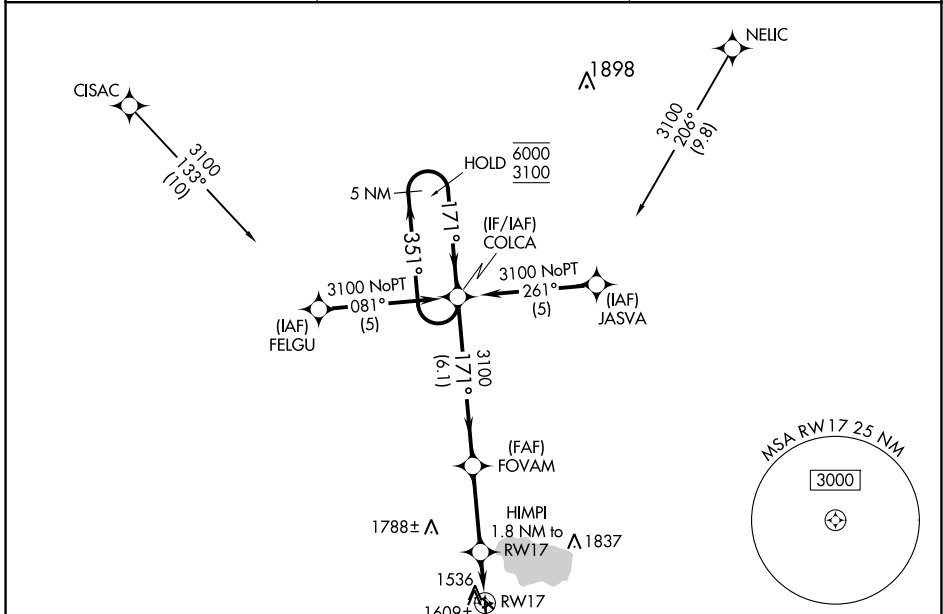 NELIC
1898
CISAC
3100
206°
(9.8)
3100
133°
(10)
HOLD 6000
3100
5 NM
171°
351°
(IF/IAF)
COLCA
3100 NoPT
081°
(5)
3100 NoPT
261°
(5)
(IAF)
FELGU
(IAF)
JASVA
3100
171°
(6.1)
(FAF)
FOVAM
MSA RW17 25 NM
3000
HIMPI
1.8 NM to
RW17
1788±
1837
1536
RW17
1609±